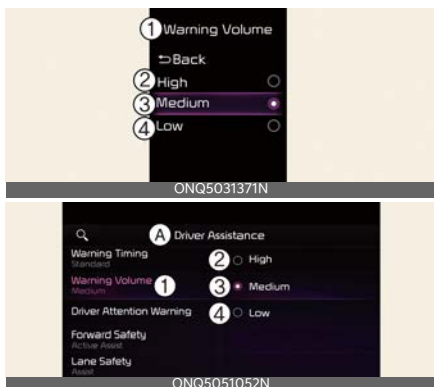 ① Warning Volume
⮌Back
② High
③ Medium
④ Low
ONQ5031371N
Ⓐ Driver Assistance
Warning Timing
Standard
② High
Warning Volume ①
Medium
③ Medium
Driver Attention Warning
④ Low
Forward Safety
Active Assist
Lane Safety
Assist
ONQ5051052N